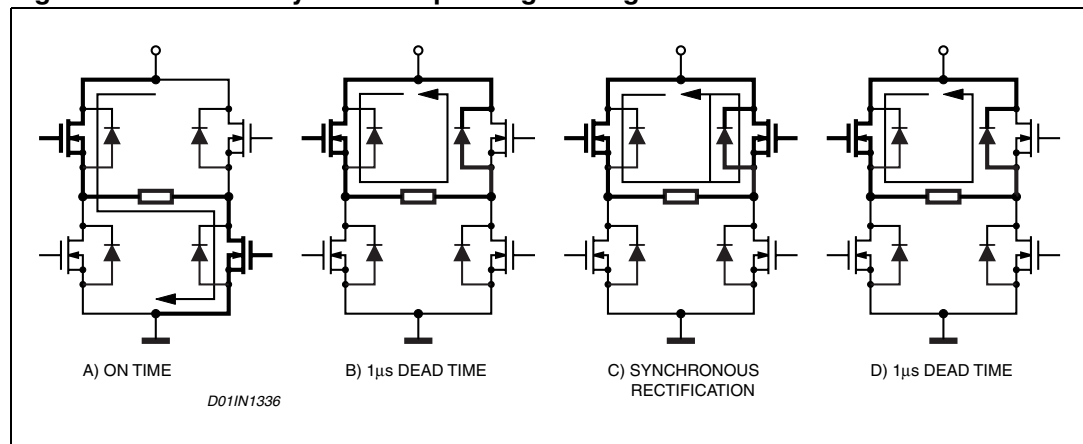 A) ON TIME
B) 1μs DEAD TIME
C) SYNCHRONOUS
RECTIFICATION
D) 1μs DEAD TIME
D01IN1336